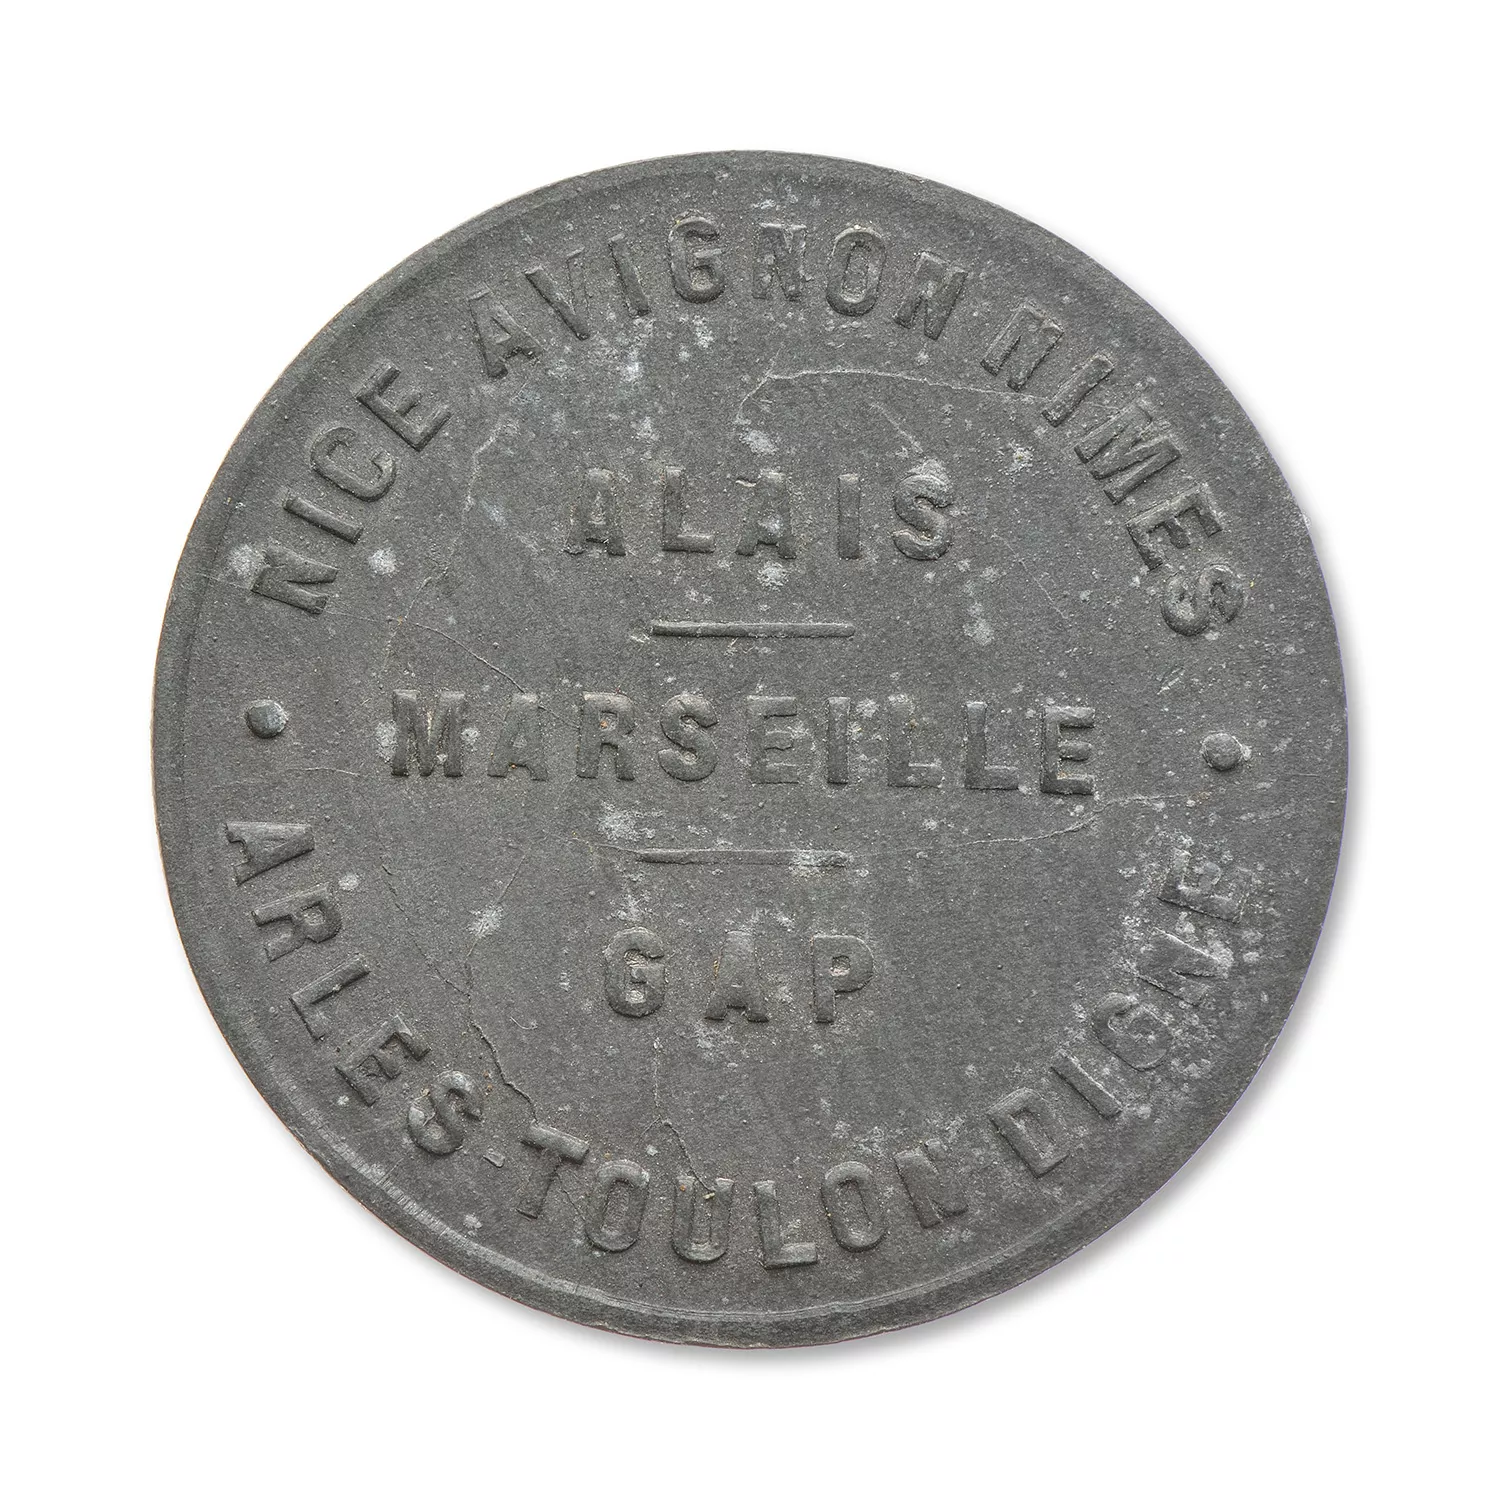 NICE AVIGNON NIMES
ALAIS
MARSEILLE
GAP
ARLES-TOULON DIGNE